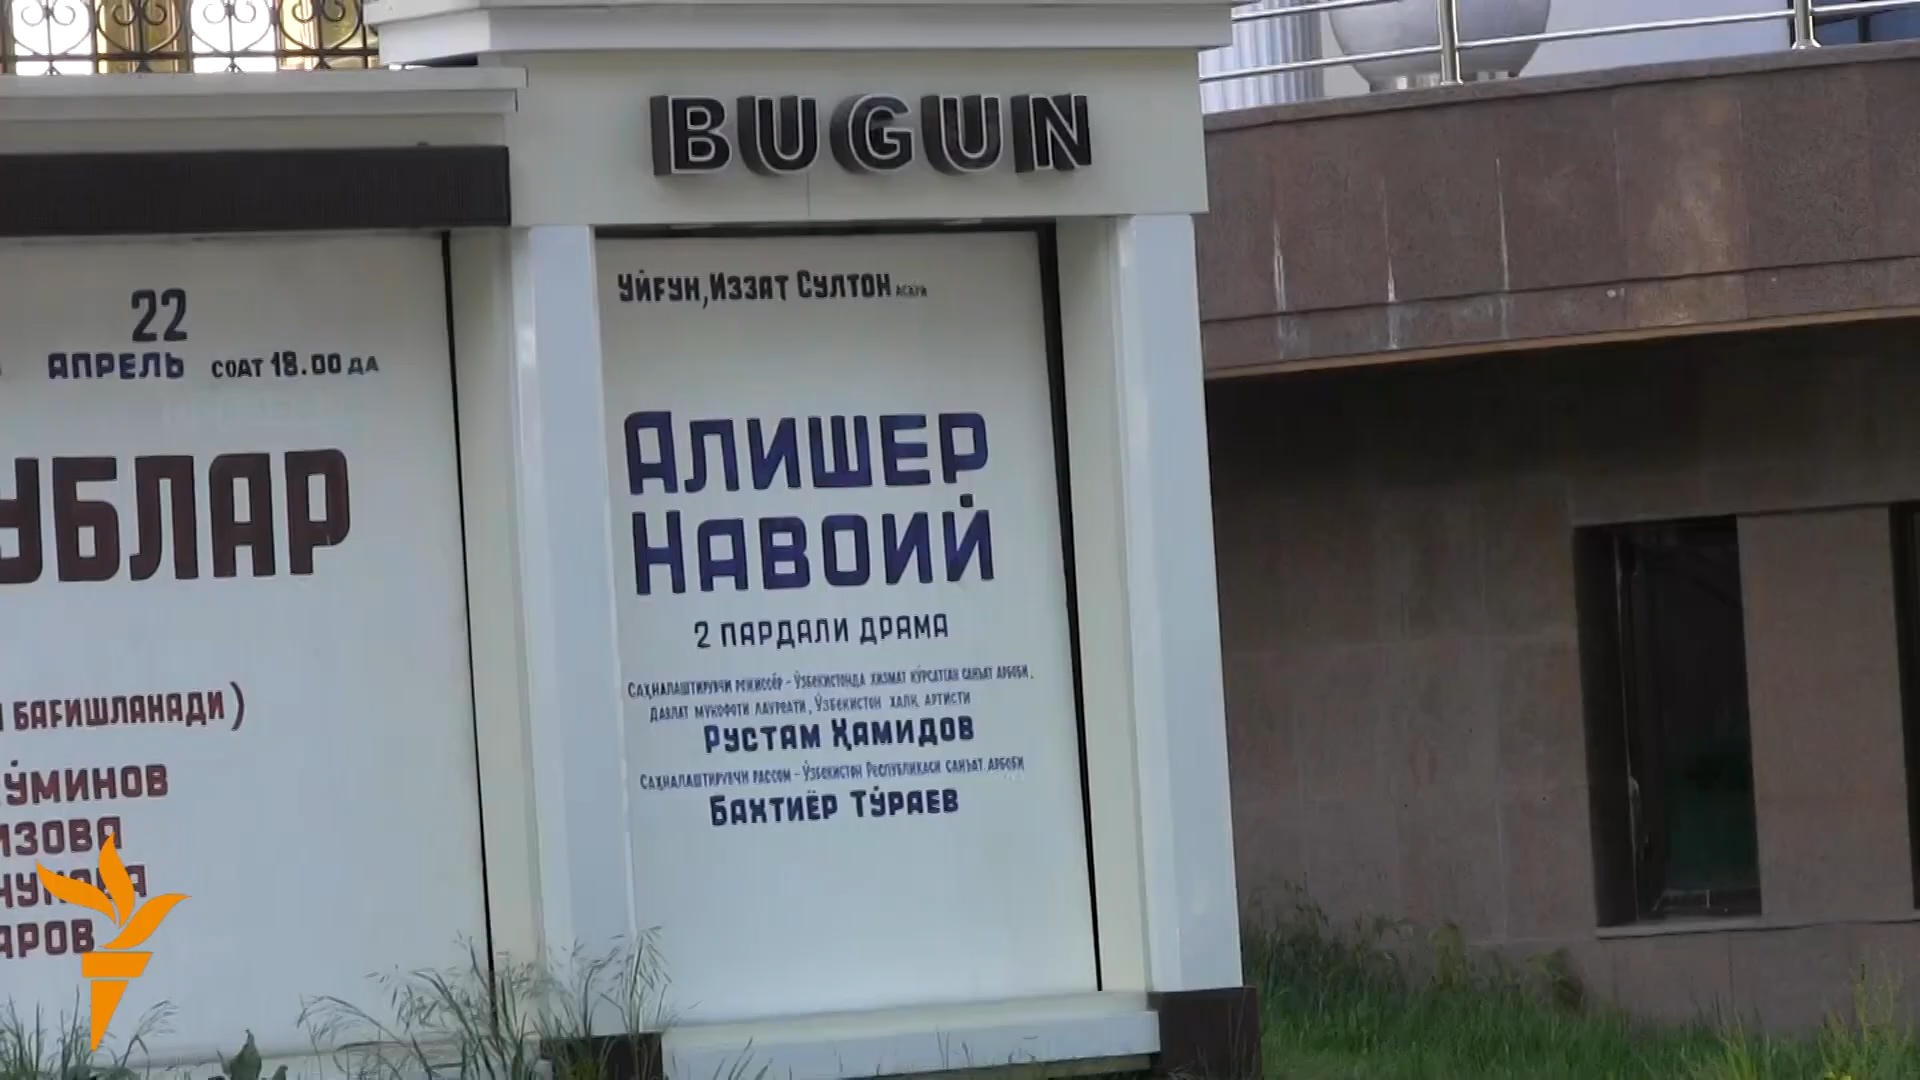 BUGUN
22
АПРЕЛЬ СОАТ 18.00 ДА
УБЛАР
БАҒИШЛАНАДИ)
ЎМИНОВ
ИЗОВА
АРОВ
УЙҒУН, ИЗЗАТ СУЛТОН АСАРИ
АЛИШЕР
НАВОИЙ
2 ПАРДАЛИ ДРАМА
САҲНАЛАШТИРУВЧИ РЕЖИССЁР - ЎЗБЕКИСТОНДА ХИЗМАТ КЎРСАТГАН САНЪАТ АРБОБИ,
ДАВЛАТ МУКОФОТИ ЛАУРЕАТИ, ЎЗБЕКИСТОН ХАЛҚ АРТИСТИ
РУСТАМ ҲАМИДОВ
САҲНАЛАШТИРУВЧИ РАССОМ - ЎЗБЕКИСТОН РЕСПУБЛИКАСИ САНЪАТ АРБОБИ
БАХТИЁР ТЎРАЕВ